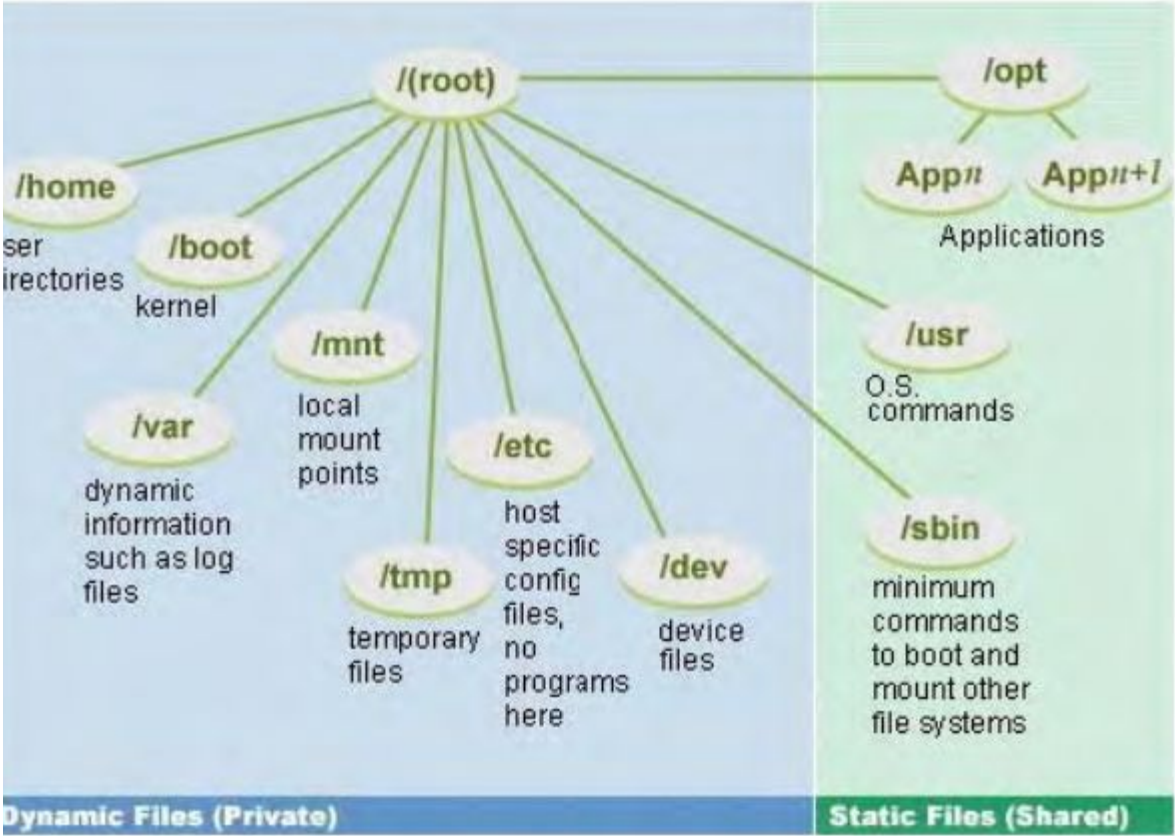 /(root)
/opt
/home
ser
irectories
/boot
kernel
/mnt
local
mount
points
/var
dynamic
information
such as log
files
/tmp
temporary
files
/etc
host
specific
config
files,
no
programs
here
/dev
device
files
Appn
Appn+l
Applications
/usr
O.S.
commands
/sbin
minimum
commands
to boot and
mount other
file systems
Dynamic Files (Private)
Static Files (Shared)